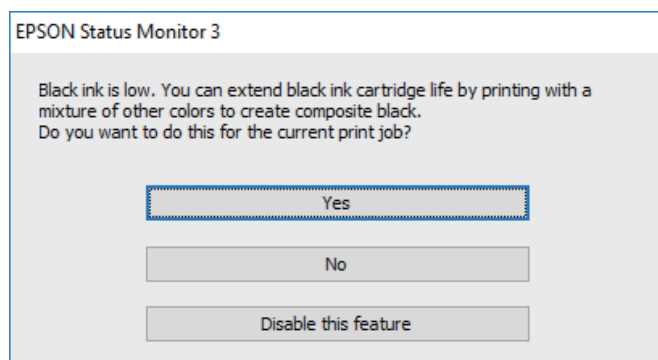 EPSON Status Monitor 3
Black ink is low. You can extend black ink cartridge life by printing with a
mixture of other colors to create composite black.
Do you want to do this for the current print job?
Yes
No
Disable this feature